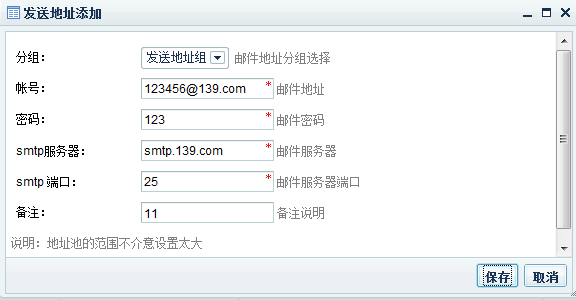 发送地址添加
分组： 发送地址组 邮件地址分组选择
帐号： 123456@139.com * 邮件地址
密码： 123 * 邮件密码
smtp服务器： smtp.139.com 邮件服务器
smtp 端口： 25 * 邮件服务器端口
备注： 11 备注说明
说明：地址池的范围不介意设置太大
保存 取消